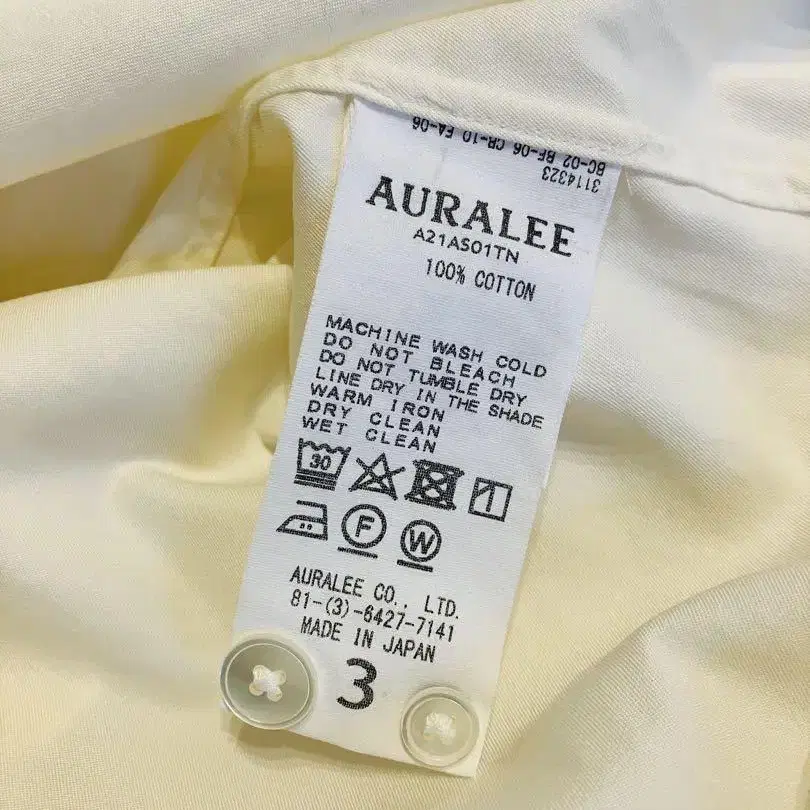 BC-02 BF-06 CB-10 EA-06
3114323
AURALEE
A21AS01TN
100% COTTON
MACHINE WASH COLD
DO NOT BLEACH
DO NOT TUMBLE DRY
LINE DRY IN THE SHADE
WARM IRON
DRY CLEAN
WET CLEAN
30
F
W
AURALEE CO., LTD.
81-(3)-6427-7141
MADE IN JAPAN
3